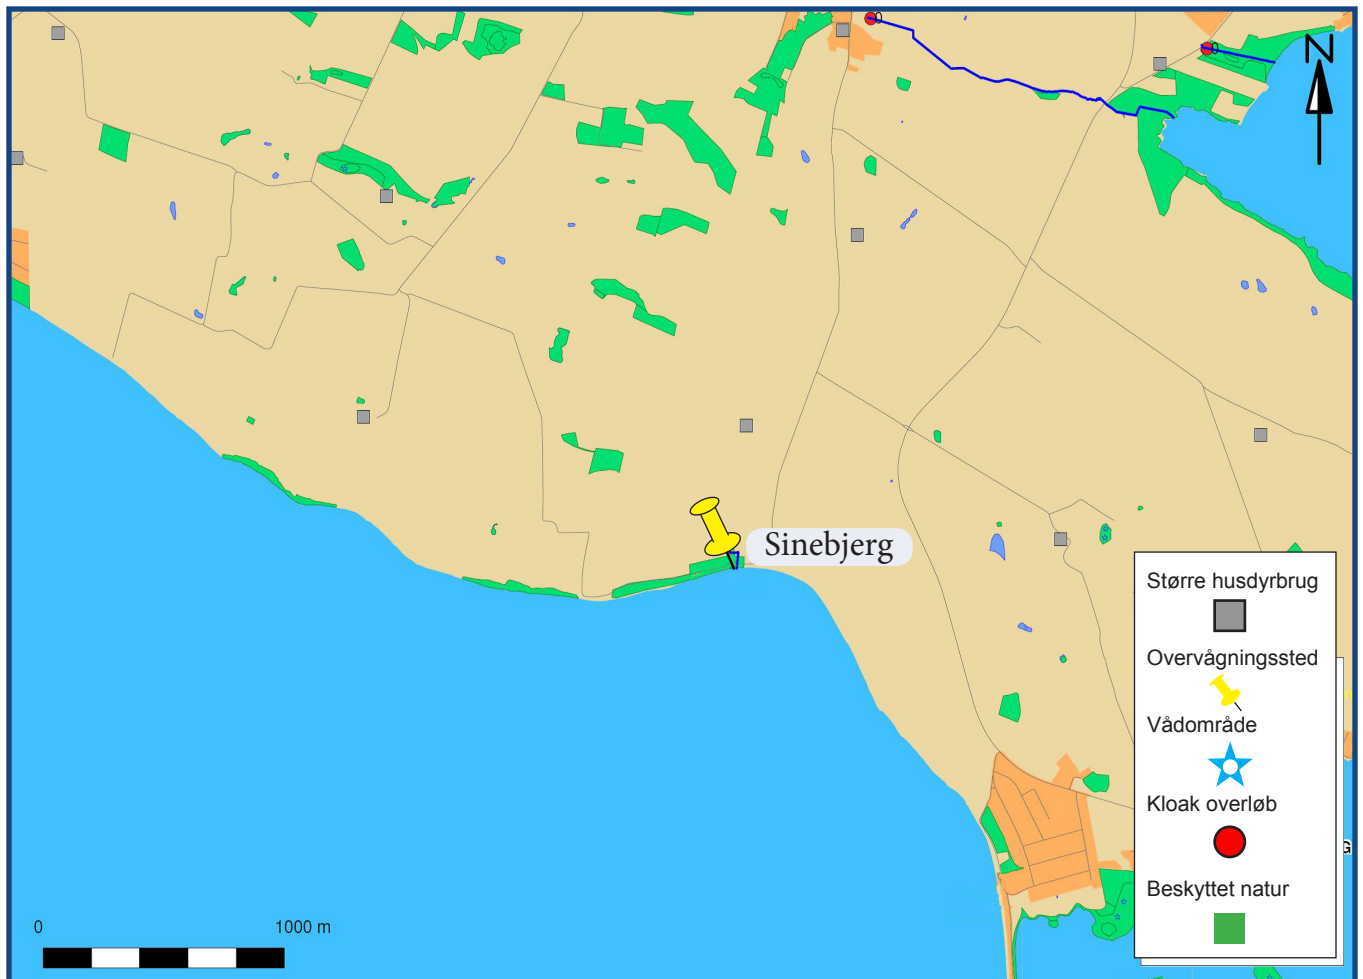 N
Sinebjerg
Større husdyrbrug
Overvågningssted
Vådområde
Kloak overløb
G
Beskyttet natur
0 1000 m